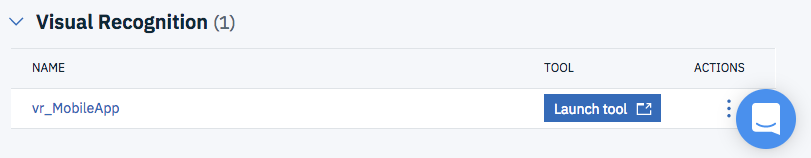 Visual Recognition (1)
NAME TOOL ACTIONS
vr_MobileApp Launch tool